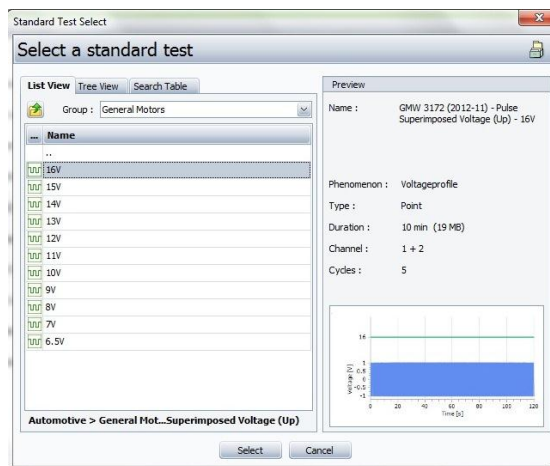 Standard Test Select
Select a standard test
List View Tree View Search Table
Group : General Motors
... Name
..
16V
15V
14V
13V
12V
11V
10V
9V
8V
7V
6.5V
Automotive > General Mot...Superimposed Voltage (Up)
Preview
Name : GMW 3172 (2012-11) - Pulse
Superimposed Voltage (Up) - 16V
Phenomenon : Voltageprofile
Type : Point
Duration : 10 min (19 MB)
Channel : 1 + 2
Cycles : 5
Voltage [V]
16
1
0.5
0
-0.5
-1
0 20 40 60 80 100 120
Time [s]
Select Cancel